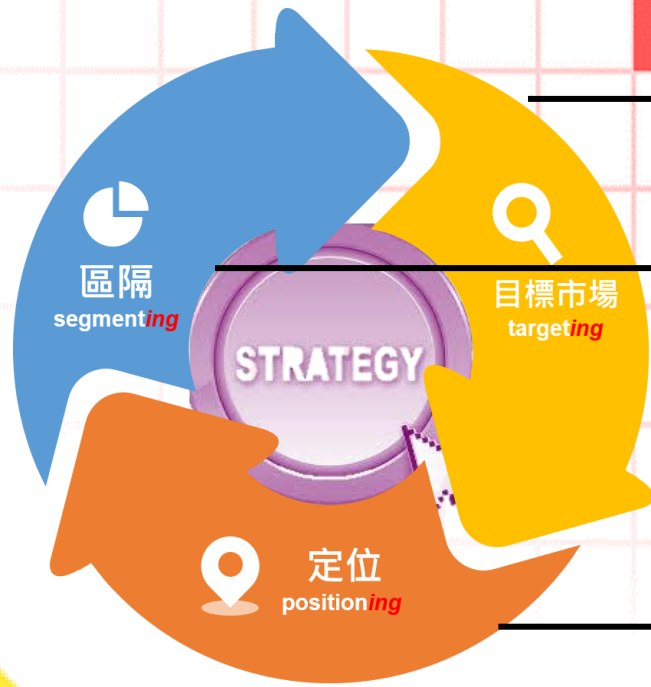 區隔
segmenting
目標市場
targeting
STRATEGY
定位
positioning